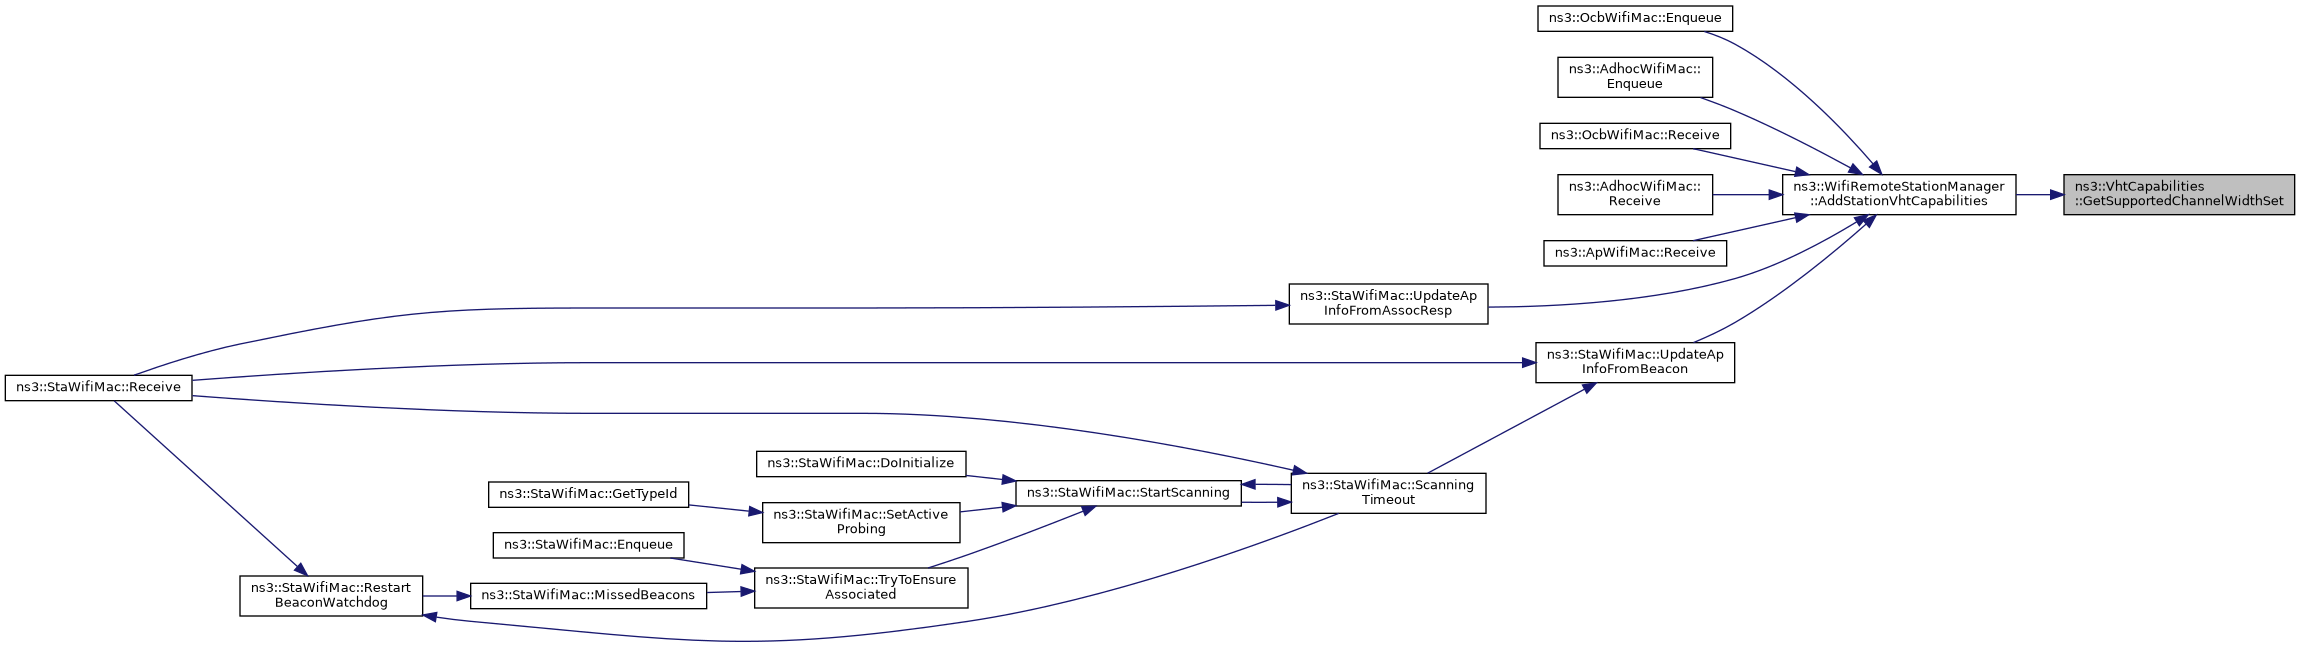 ns3::OcbWifiMac::Enqueue
ns3::AdhocWifiMac::
Enqueue
ns3::OcbWifiMac::Receive
ns3::AdhocWifiMac::
Receive
ns3::WifiRemoteStationManager
::AddStationVhtCapabilities
ns3::VhtCapabilities
::GetSupportedChannelWidthSet
ns3::ApWifiMac::Receive
ns3::StaWifiMac::UpdateAp
InfoFromAssocResp
ns3::StaWifiMac::UpdateAp
InfoFromBeacon
ns3::StaWifiMac::Receive
ns3::StaWifiMac::DoInitialize
ns3::StaWifiMac::GetTypeId
ns3::StaWifiMac::StartScanning
ns3::StaWifiMac::Scanning
Timeout
ns3::StaWifiMac::SetActive
Probing
ns3::StaWifiMac::Enqueue
ns3::StaWifiMac::TryToEnsure
Associated
ns3::StaWifiMac::Restart
BeaconWatchdog
ns3::StaWifiMac::MissedBeacons